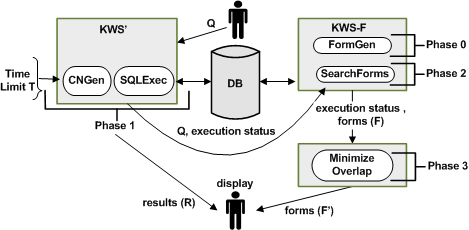 KWS'
Q
KWS-F
FormGen
Phase 0
Time
Limit T
CNGen
SQLExec
DB
SearchForms
Phase 2
Phase 1
Q, execution status
execution status ,
forms (F)
Minimize
Overlap
Phase 3
display
results (R)
forms (F')